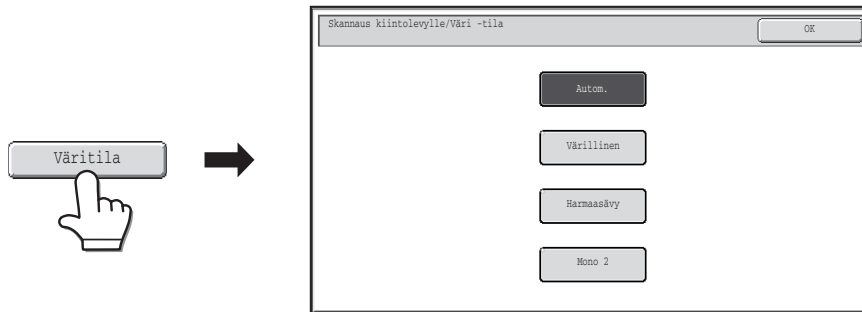 Skannaus kiintolevylle/Väri -tila
OK
Autom.
Värillinen
Väritila
Harmaasävy
Mono 2